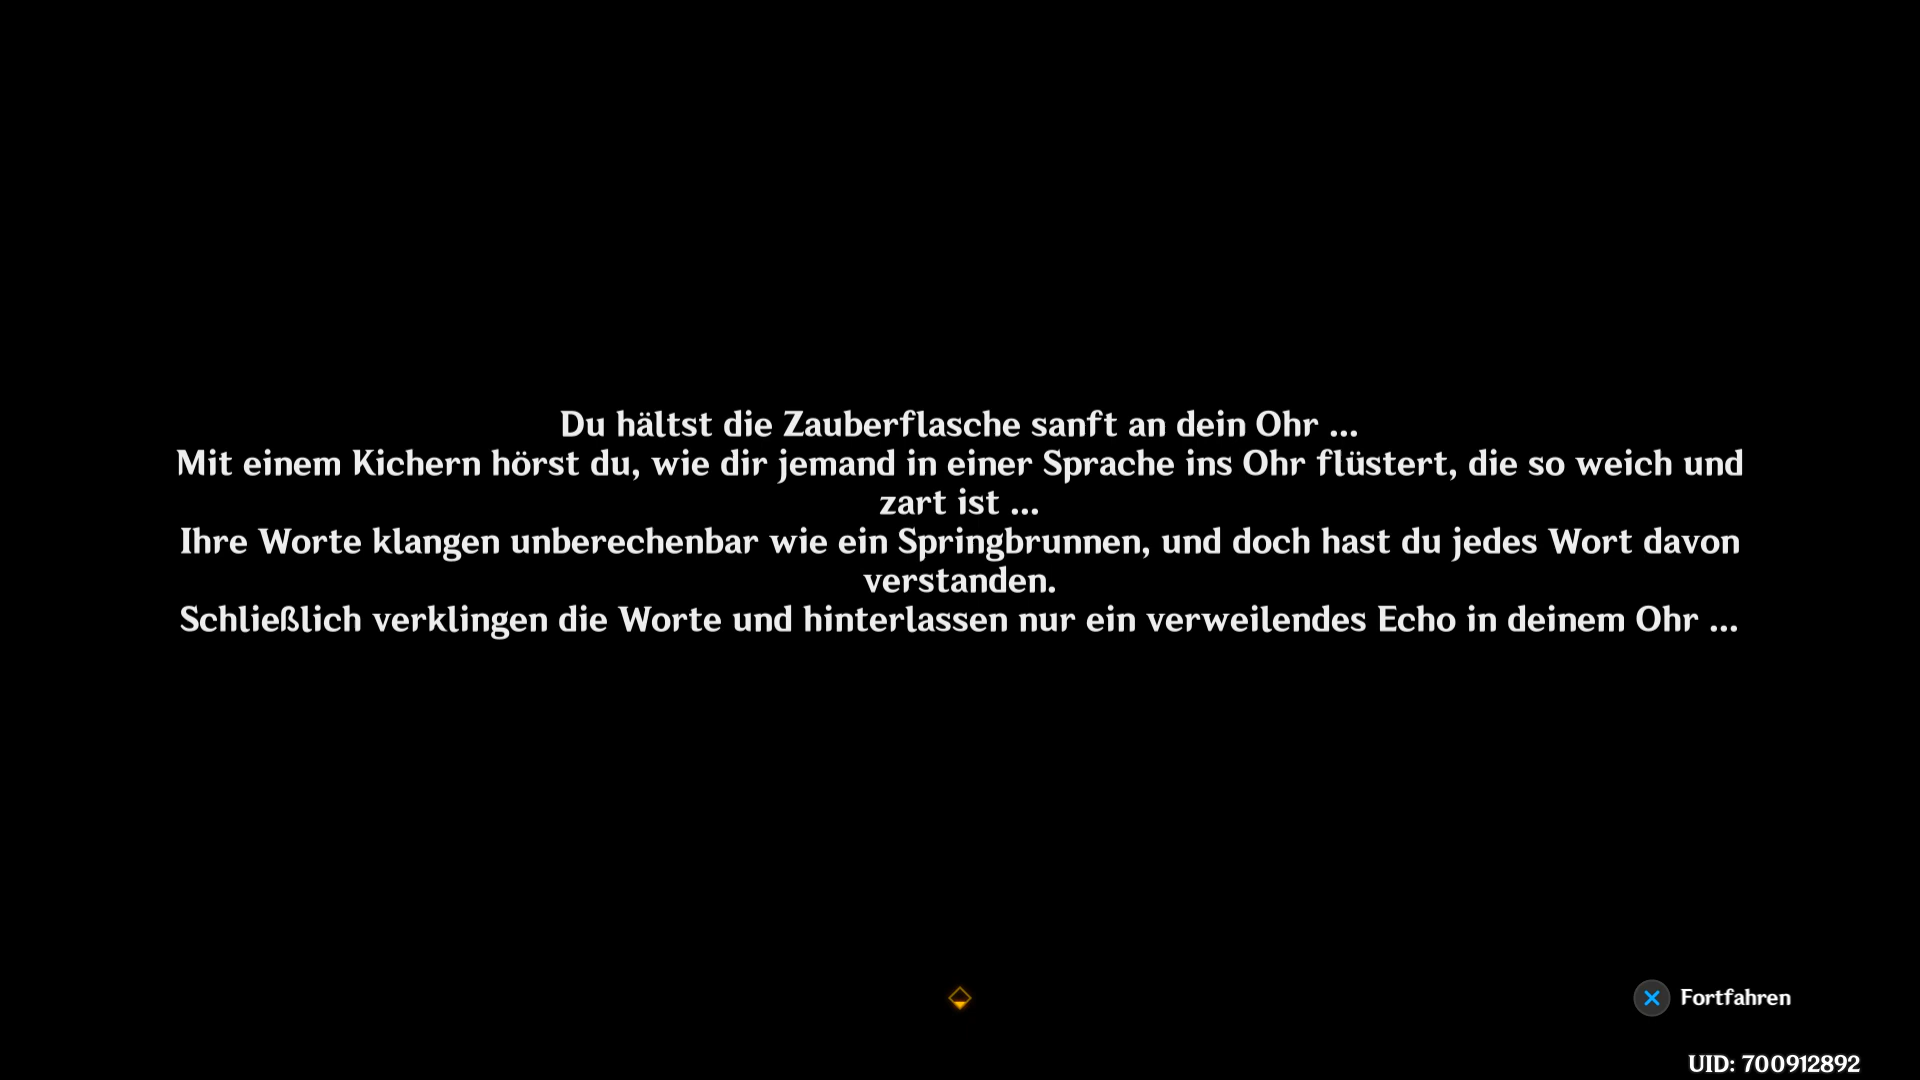 Du hältst die Zauberflasche sanft an dein Ohr ...
Mit einem Kichern hörst du, wie dir jemand in einer Sprache ins Ohr flüstert, die so weich und
zart ist ...
Ihre Worte klangen unberechenbar wie ein Springbrunnen, und doch hast du jedes Wort davon
verstanden.
Schließlich verklingen die Worte und hinterlassen nur ein verweilendes Echo in deinem Ohr ...
Fortfahren
UID: 700912892